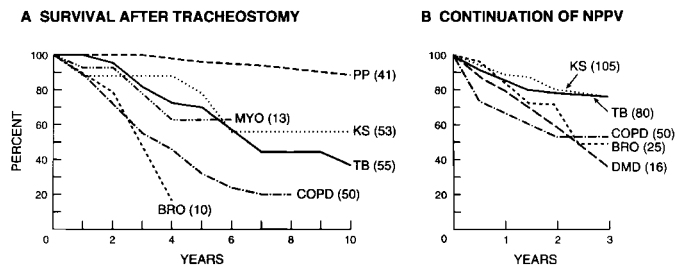 A SURVIVAL AFTER TRACHEOSTOMY
PERCENT
100
80
60
40
20
0
2
4
6
8
10
YEARS
PP (41)
MYO (13)
KS (53)
TB (55)
COPD (50)
BRO (10)
B CONTINUATION OF NPPV
100
80
60
40
20
0
1
2
3
YEARS
KS (105)
TB (80)
COPD (50)
BRO (25)
DMD (16)